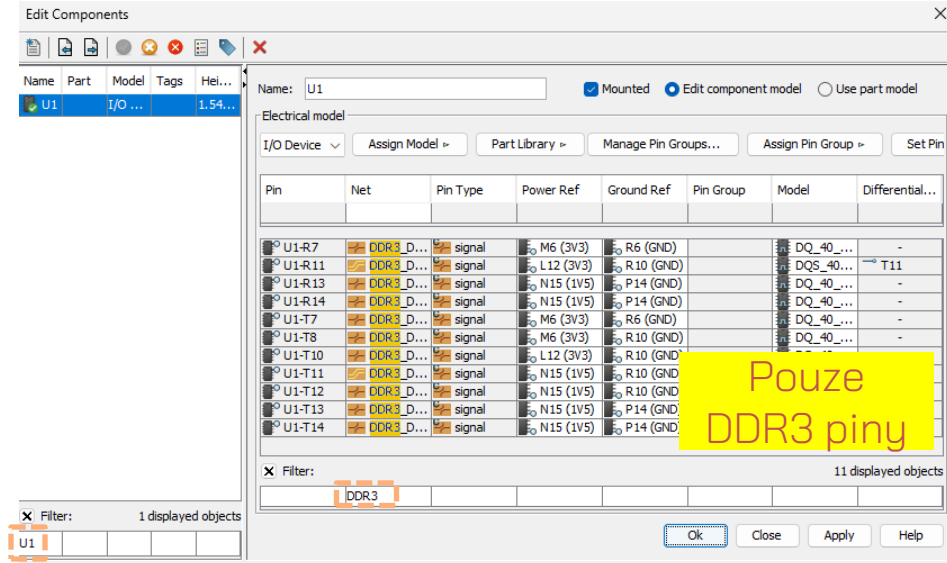 Edit Components
Name Part Model Tags Hei...
U1 I/O ... 1.54...
Name: U1 Mounted Edit component model Use part model
Electrical model
I/O Device Assign Model Part Library Manage Pin Groups... Assign Pin Group Set Pin
Pin Net Pin Type Power Ref Ground Ref Pin Group Model Differential...
U1-R7 DDR3_D... signal M6 (3V3) R6 (GND) DQ_40_... -
U1-R11 DDR3_D... signal L12 (3V3) R10 (GND) DQS_40... T11
U1-R13 DDR3_D... signal N15 (1V5) P14 (GND) DQ_40_... -
U1-R14 DDR3_D... signal N15 (1V5) P14 (GND) DQ_40_... -
U1-T7 DDR3_D... signal M6 (3V3) R6 (GND) DQ_40_... -
U1-T8 DDR3_D... signal M6 (3V3) R10 (GND) DQ_40_... -
U1-T10 DDR3_D... signal L12 (3V3) R10 (GND)
U1-T11 DDR3_D... signal N15 (1V5) R10 (GND
U1-T12 DDR3_D... signal N15 (1V5) R10 (GND
U1-T13 DDR3_D... signal N15 (1V5) P14 (GND
U1-T14 DDR3_D... signal N15 (1V5) P14 (GND
Pouze
DDR3 piny
Filter: 11 displayed objects
DDR3
Filter: 1 displayed objects
U1
Ok Close Apply Help